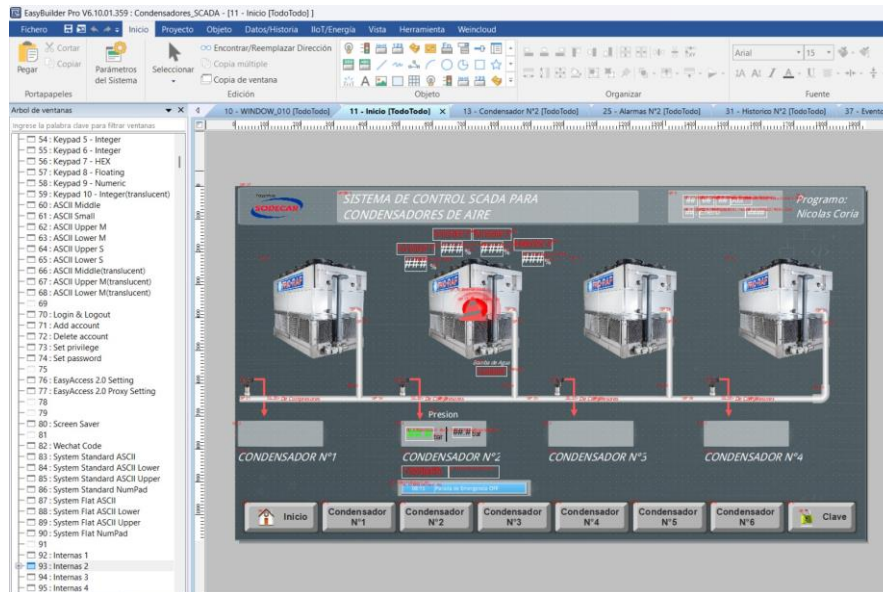 EasyBuilder Pro V6.10.01.359 : Condensadores_SCADA - [11 - Inicio [TodoTodo] ]
Fichero Inicio Proyecto Objeto Datos/Historia IIoT/Energía Vista Herramienta Weincloud
Pegar
Cortar
Copiar
Portapapeles
Parámetros del Sistema
Seleccionar
Encontrar/Reemplazar Dirección
Copia múltiple
Copia de ventana
Edición
Objeto
Organizar
Arial 15
Fuente
Arbol de ventanas
Ingrese la palabra clave para filtrar ventanas
10 - WINDOW_010 [TodoTodo] 11 - Inicio [TodoTodo] 13 - Condensador N°2 [TodoTodo] 25 - Alarmas N°2 [TodoTodo] 31 - Historico N°2 [TodoTodo] 37 - Evento
54 : Keypad 5 - Integer
55 : Keypad 6 - Integer
56 : Keypad 7 - HEX
57 : Keypad 8 - Floating
58 : Keypad 9 - Numeric
59 : Keypad 10 - Integer(translucent)
60 : ASCII Middle
61 : ASCII Small
62 : ASCII Upper M
63 : ASCII Lower M
64 : ASCII Upper S
65 : ASCII Lower S
66 : ASCII Middle(translucent)
67 : ASCII Upper M(translucent)
68 : ASCII Lower M(translucent)
69
70 : Login & Logout
71 : Add account
72 : Delete account
73 : Set privilege
74 : Set password
75
76 : EasyAccess 2.0 Setting
77 : EasyAccess 2.0 Proxy Setting
78
79
80 : Screen Saver
81
82 : Wechat Code
83 : System Standard ASCII
84 : System Standard ASCII Lower
85 : System Standard ASCII Upper
86 : System Standard NumPad
87 : System Flat ASCII
88 : System Flat ASCII Lower
89 : System Flat ASCII Upper
90 : System Flat NumPad
91
92 : Internas 1
93 : Internas 2
94 : Internas 3
95 : Internas 4
SODECAR
SISTEMA DE CONTROL SCADA PARA
CONDENSADORES DE AIRE
Programo:
Nicolas Coria
### ###
### ###
Bomba de Agua
Presion
CONDENSADOR N°1
CONDENSADOR N°2
CONDENSADOR N°3
CONDENSADOR N°4
Parada de Emergencia OFF
Inicio
Condensador N°1
Condensador N°2
Condensador N°3
Condensador N°4
Condensador N°5
Condensador N°6
Clave